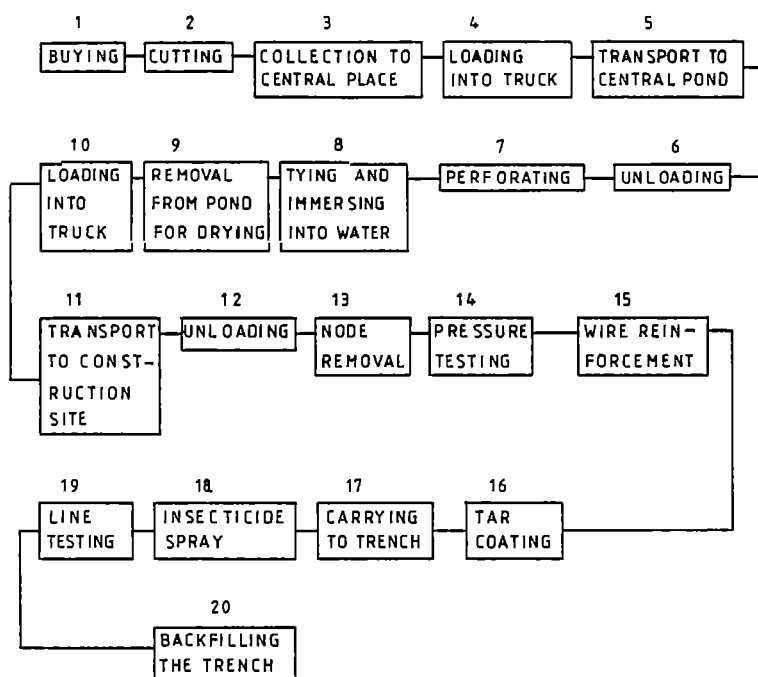 1 2 3 4 5
BUYING CUTTING COLLECTION TO LOADING TRANSPORT TO
CENTRAL PLACE INTO TRUCK CENTRAL POND
10 9 8 7 6
LOADING REMOVAL TYING AND PERFORATING UNLOADING
INTO FROM POND IMMERSING
TRUCK FOR DRYING INTO WATER
11 12 13 14 15
TRANSPORT UNLOADING NODE PRESSURE WIRE REIN-
TO CONST- REMOVAL TESTING FORCEMENT
RUCTION
SITE
19 18 17 16
LINE INSECTICIDE CARRYING TAR
TESTING SPRAY TO TRENCH COATING
20
BACKFILLING
THE TRENCH